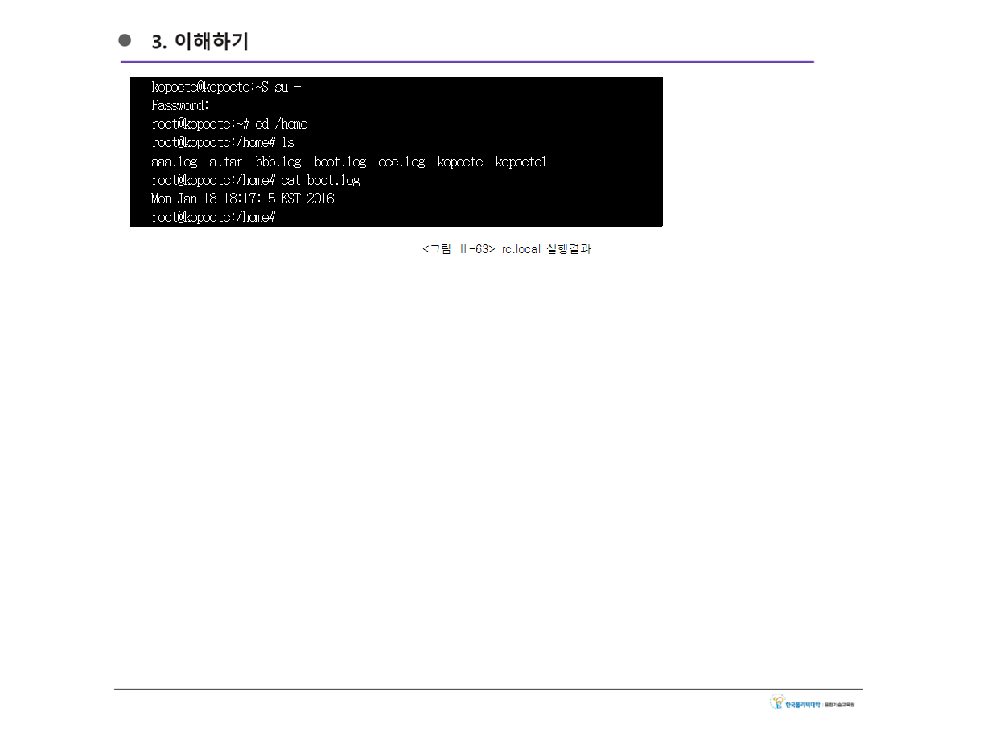 3. 이해하기
kopoctc@kopoctc:~$ su -
Password:
root@kopoctc:~# cd /home
root@kopoctc:/home# ls
aaa.log  a.tar  bbb.log  boot.log  ccc.log  kopoctc  kopoctc1
root@kopoctc:/home# cat boot.log
Mon Jan 18 18:17:15 KST 2016
root@kopoctc:/home#
<그림 Ⅱ-63> rc.local 실행결과
한국폴리텍대학 | 융합기술교육원